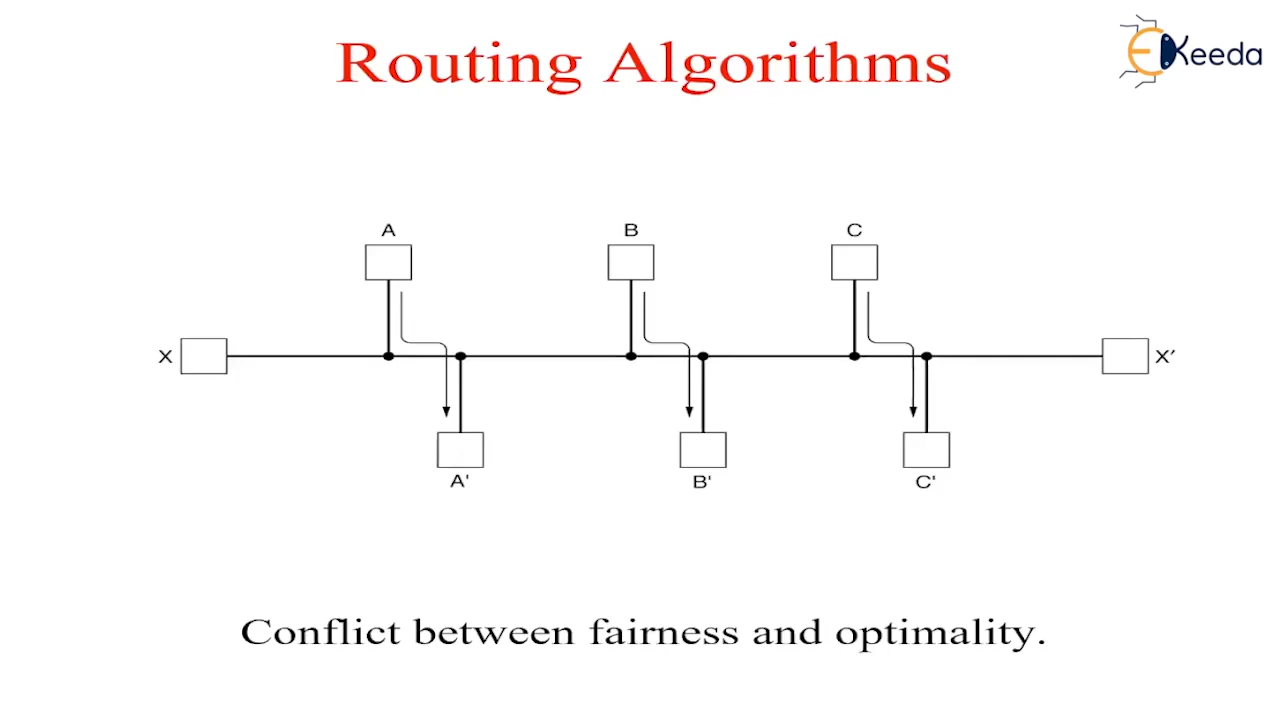 Routing Algorithms
EKeeda
A B C
X X′
A' B' C'
Conflict between fairness and optimality.